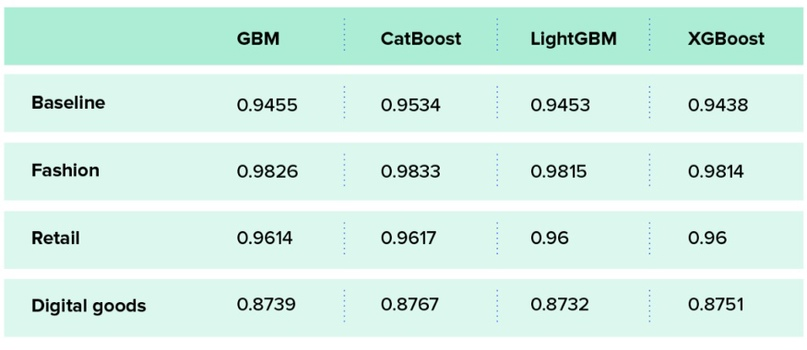 GBM CatBoost LightGBM XGBoost
Baseline 0.9455 0.9534 0.9453 0.9438
Fashion 0.9826 0.9833 0.9815 0.9814
Retail 0.9614 0.9617 0.96 0.96
Digital goods 0.8739 0.8767 0.8732 0.8751